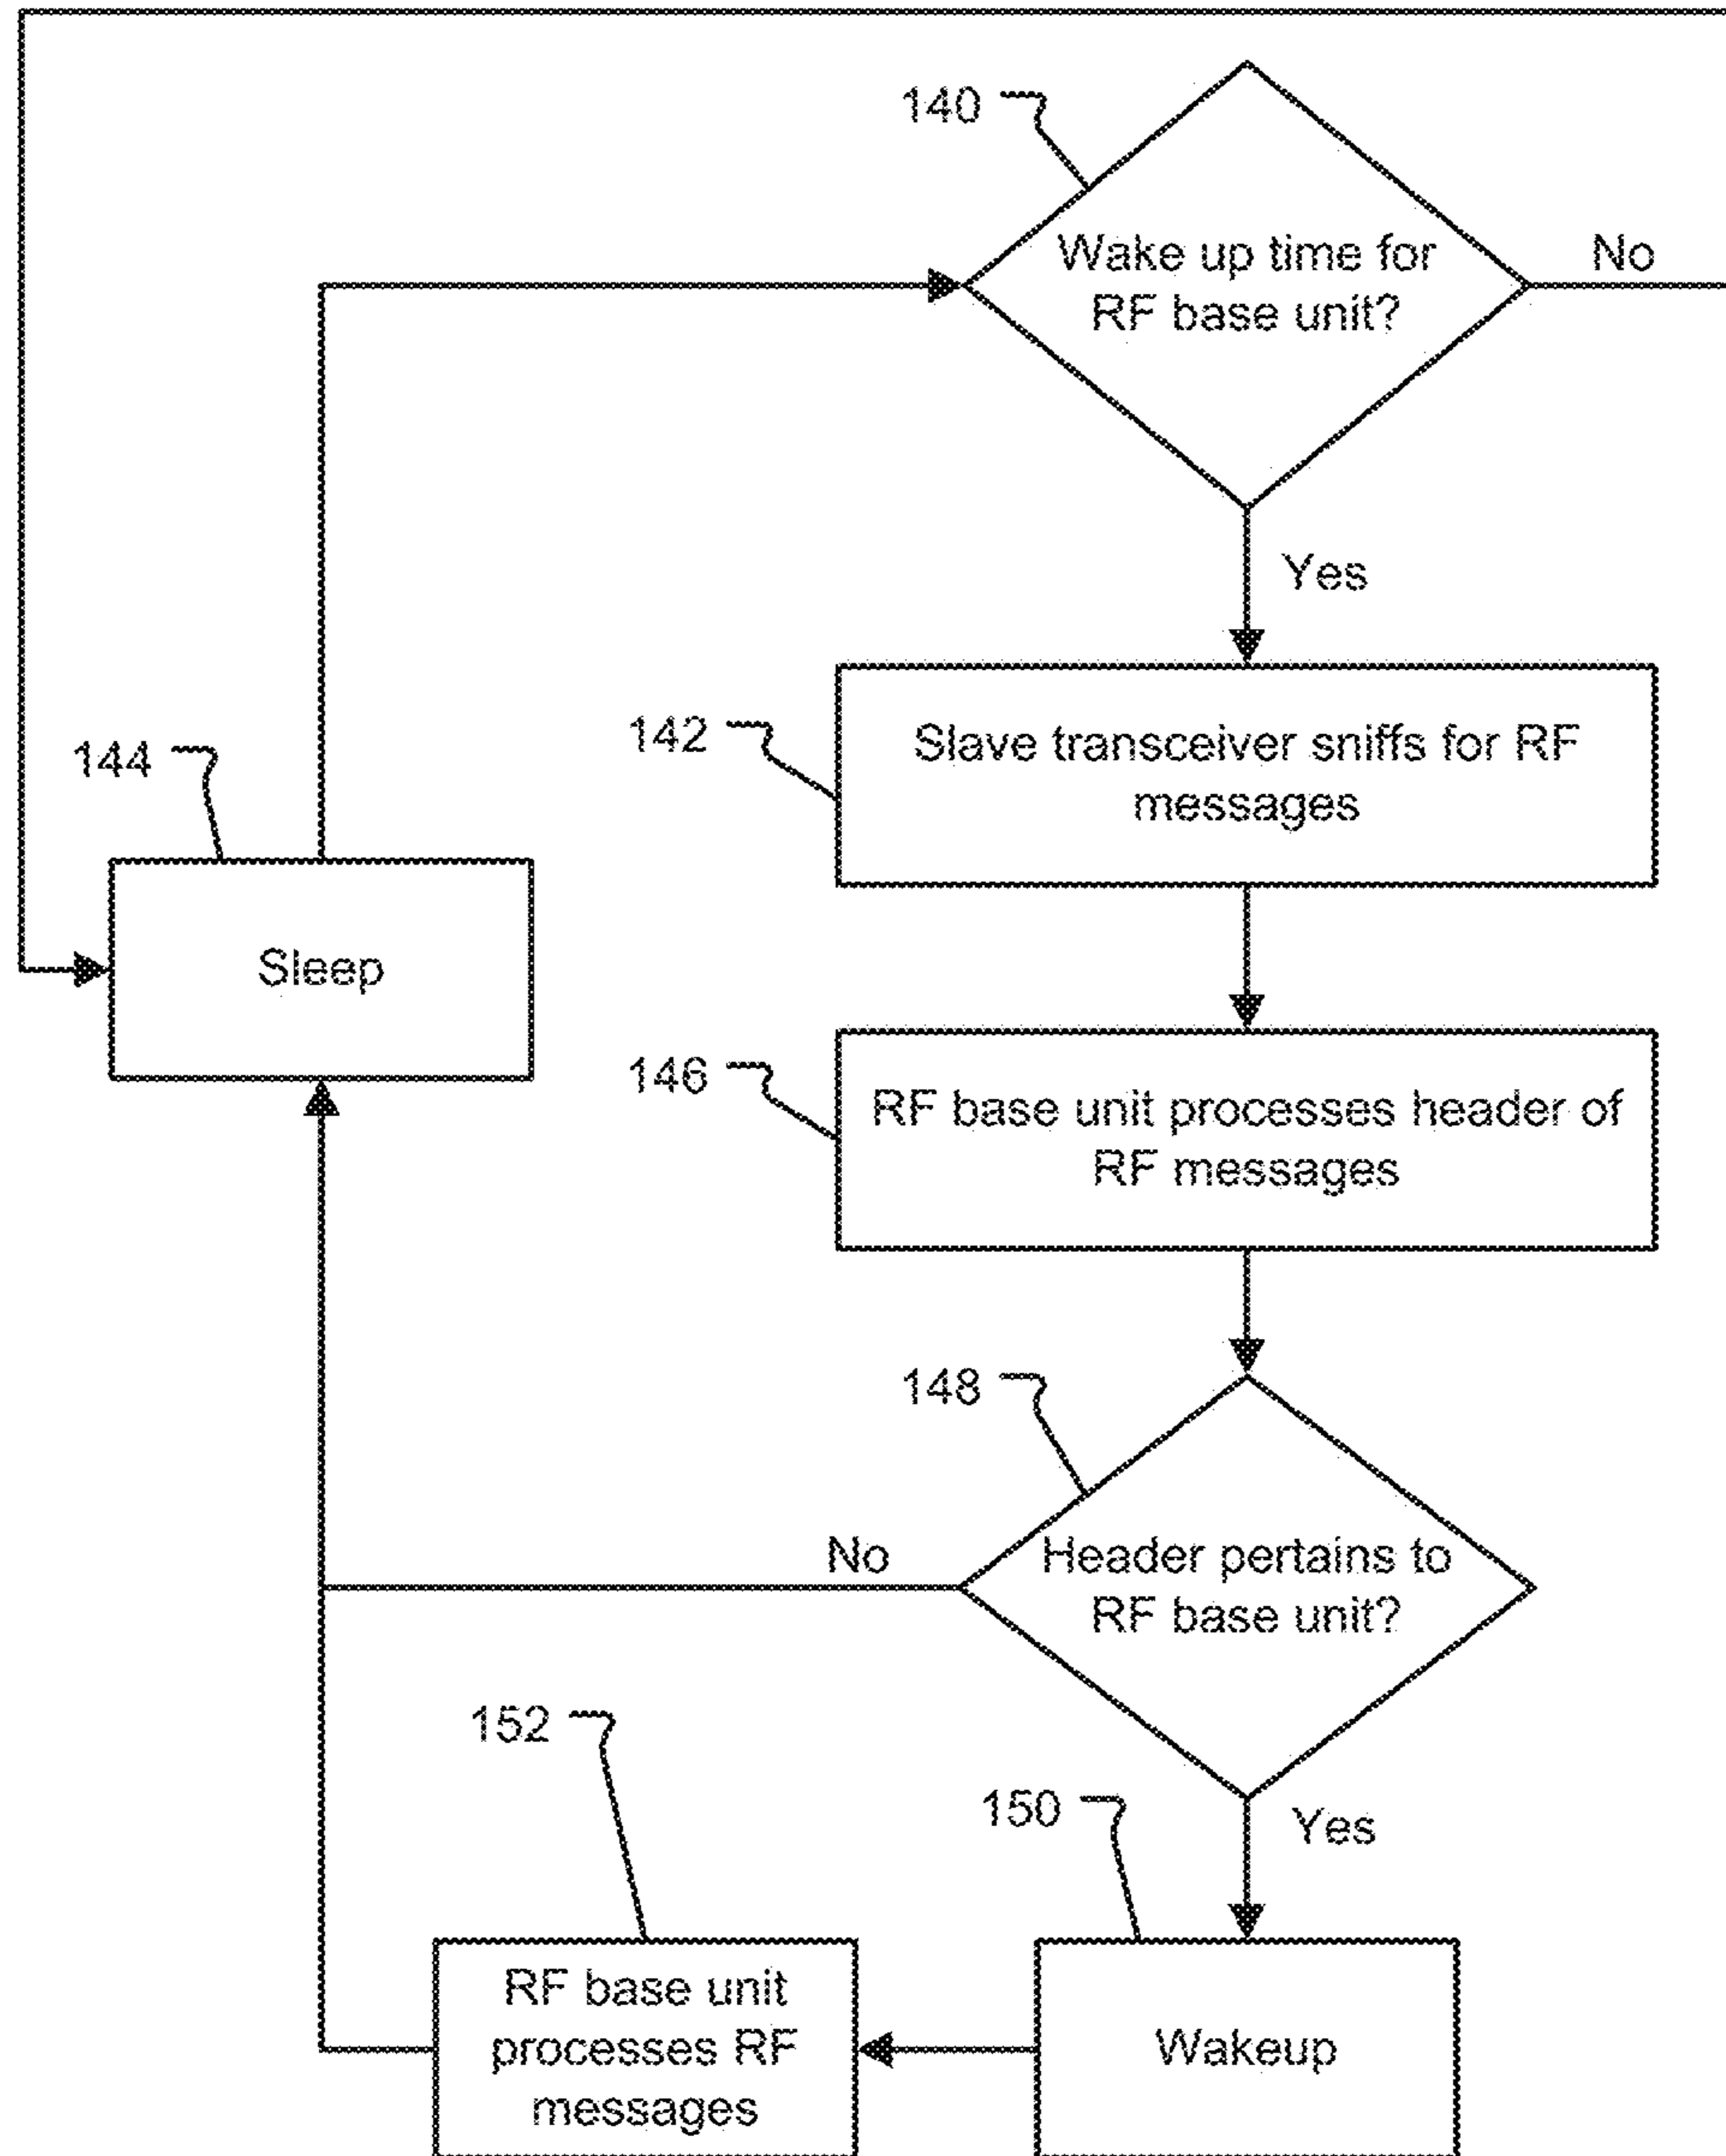 140
Wake up time for
RF base unit?
No
Yes
142
Slave transceiver sniffs for RF
messages
144
Sleep
146
RF base unit processes header of
RF messages
148
No
Header pertains to
RF base unit?
152
150
Yes
RF base unit
processes RF
messages
Wakeup